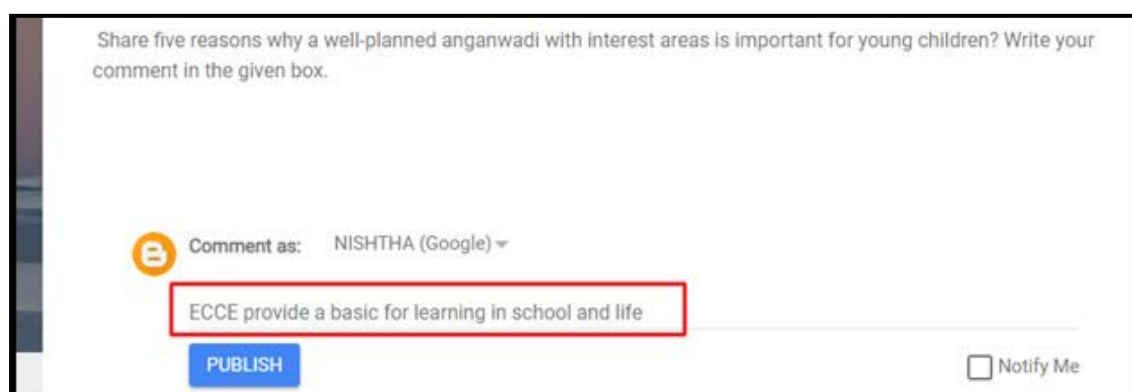 Share five reasons why a well-planned anganwadi with interest areas is important for young children? Write your
comment in the given box.
Comment as: NISHTHA (Google)
ECCE provide a basic for learning in school and life
PUBLISH
Notify Me